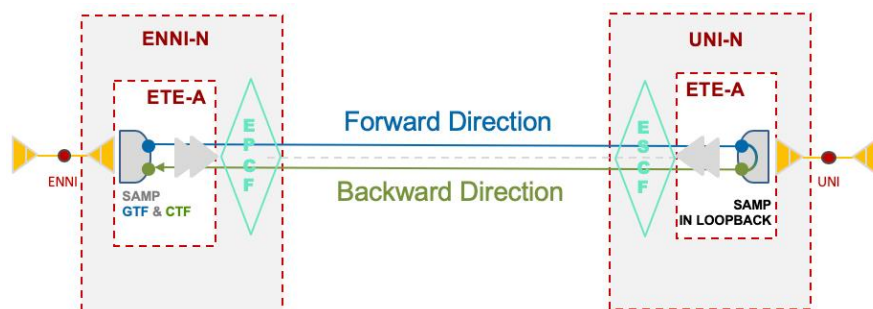 ENNI-N
UNI-N
ETE-A
ETE-A
EPCF
Forward Direction
ESCF
ENNI
Backward Direction
UNI
SAMP
GTF & CTF
SAMP
IN LOOPBACK